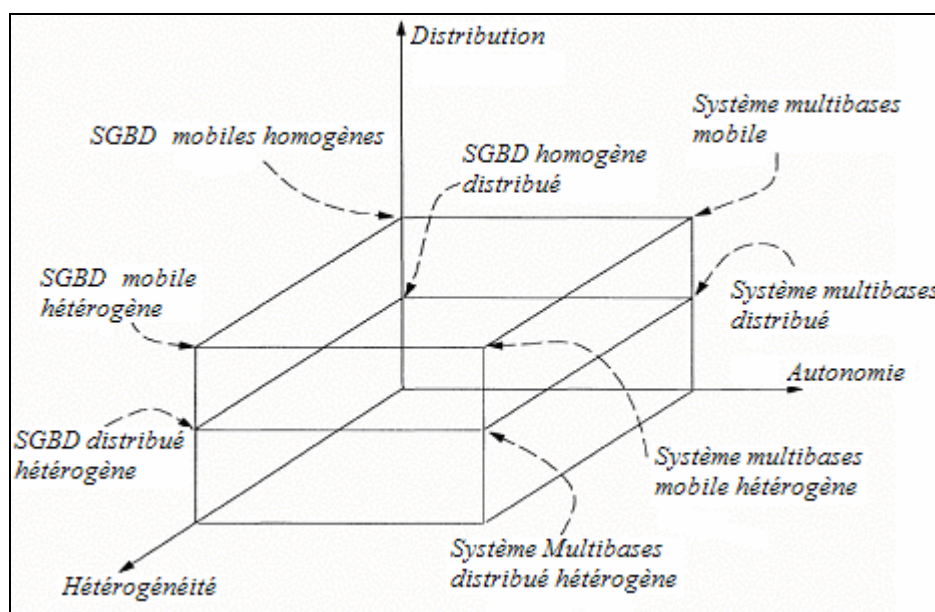 Distribution
Système multibases
mobile
SGBD mobiles homogènes
SGBD homogène
distribué
SGBD mobile
hétérogène
Système multibases
distribué
Autonomie
SGBD distribué
hétérogène
Système multibases
mobile hétérogène
Système Multibases
distribué hétérogène
Hétérogénéité